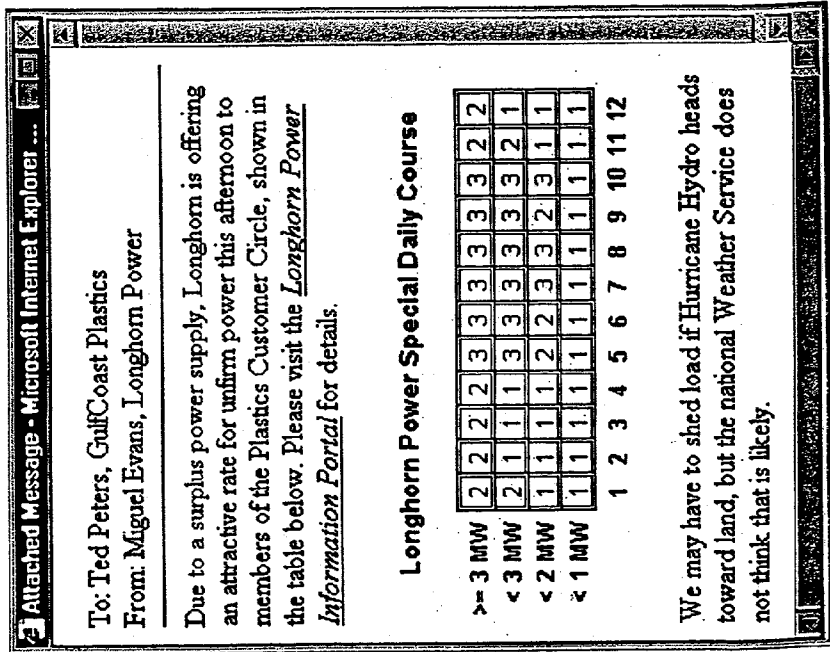 Attached Message - Microsoft Internet Explorer ...
To: Ted Peters, GulfCoast Plastics
From: Miguel Evans, Longhorn Power
Due to a surplus power supply, Longhorn is offering
an attractive rate for unfirm power this afternoon to
members of the Plastics Customer Circle, shown in
the table below. Please visit the Longhorn Power
Information Portal for details.
Longhorn Power Special Daily Course
>= 3 MW 2 2 2 2 3 3 3 3 3 3 2 2
< 3 MW 2 1 1 1 3 3 3 3 3 3 2 1
< 2 MW 1 1 1 1 2 2 3 3 2 3 1 1
< 1 MW 1 1 1 1 1 1 1 1 1 1 1 1
1 2 3 4 5 6 7 8 9 10 11 12
We may have to shed load if Hurricane Hydro heads
toward land, but the national Weather Service does
not think that is likely.